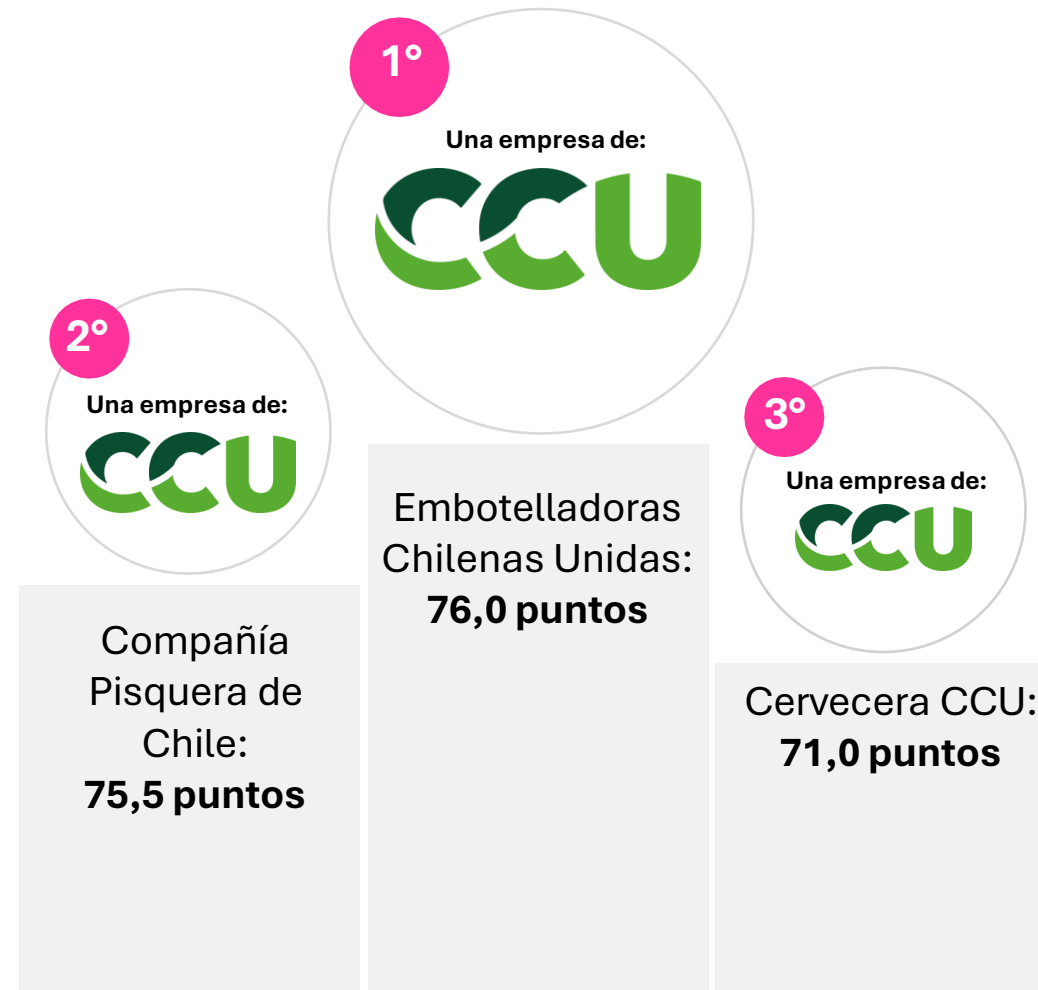 1°
Una empresa de:
CCU
Embotelladoras
Chilenas Unidas:
76,0 puntos
2°
Una empresa de:
CCU
Compañía
Pisquera de
Chile:
75,5 puntos
3°
Una empresa de:
CCU
Cervecera CCU:
71,0 puntos